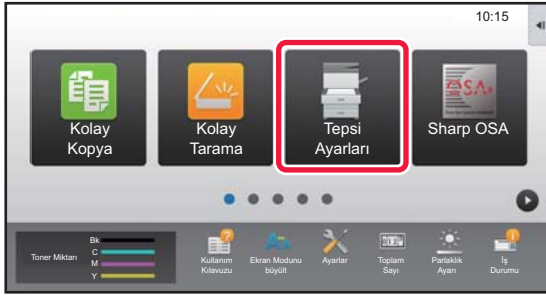 10:15
OSA
Kolay
Kopya
Kolay
Tarama
Tepsi
Ayarları
Sharp OSA
Toner Miktarı
Bk
C
M
Y
Kullanım
Kılavuzu
Ekran Modunu
büyült
Ayarlar
Toplam
Sayı
Parlaklık
Ayarı
İş
Durumu